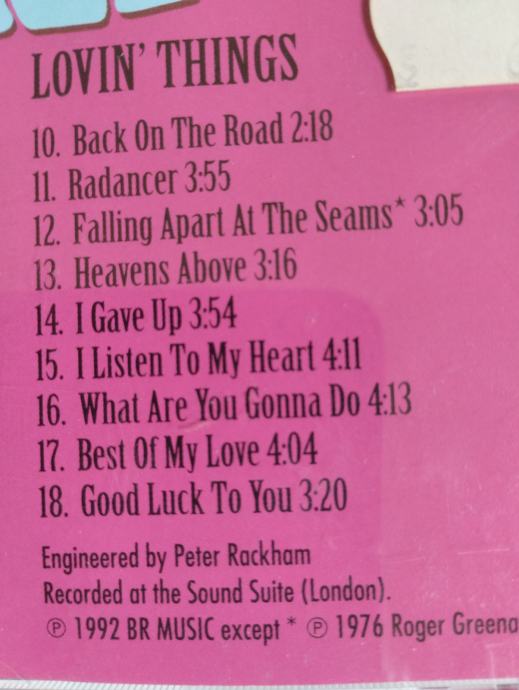 LOVIN' THINGS
10. Back On The Road 2:18
11. Radancer 3:55
12. Falling Apart At The Seams* 3:05
13. Heavens Above 3:16
14. I Gave Up 3:54
15. I Listen To My Heart 4:11
16. What Are You Gonna Do 4:13
17. Best Of My Love 4:04
18. Good Luck To You 3:20
Engineered by Peter Rackham
Recorded at the Sound Suite (London).
℗ 1992 BR MUSIC except * ℗ 1976 Roger Greena